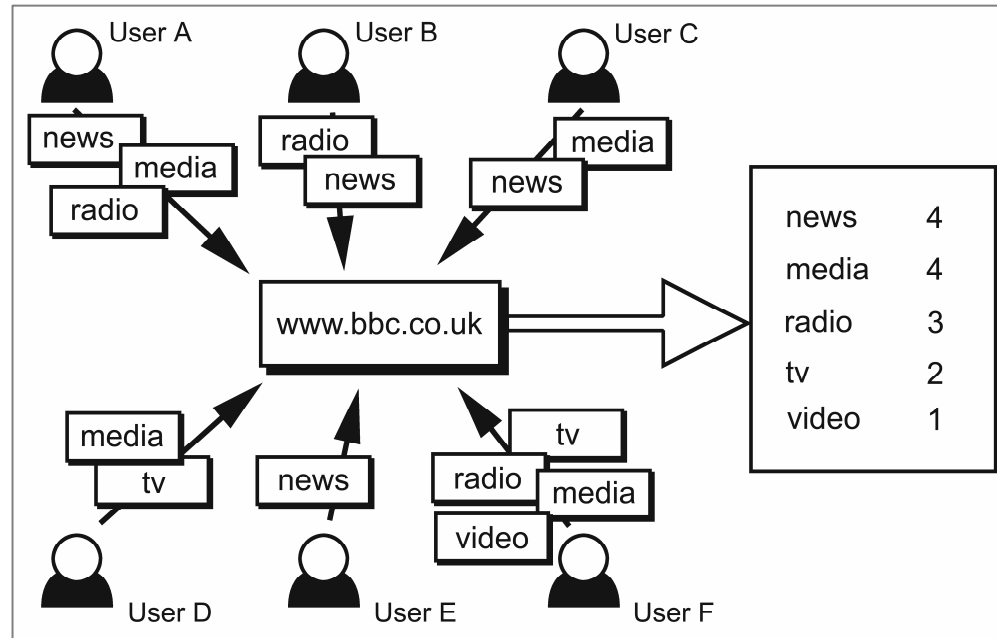 User A
User B
User C
news
media
radio
radio
news
media
news
www.bbc.co.uk
news 4
media 4
radio 3
tv 2
video 1
media
tv
news
tv
radio
media
video
User D
User E
User F